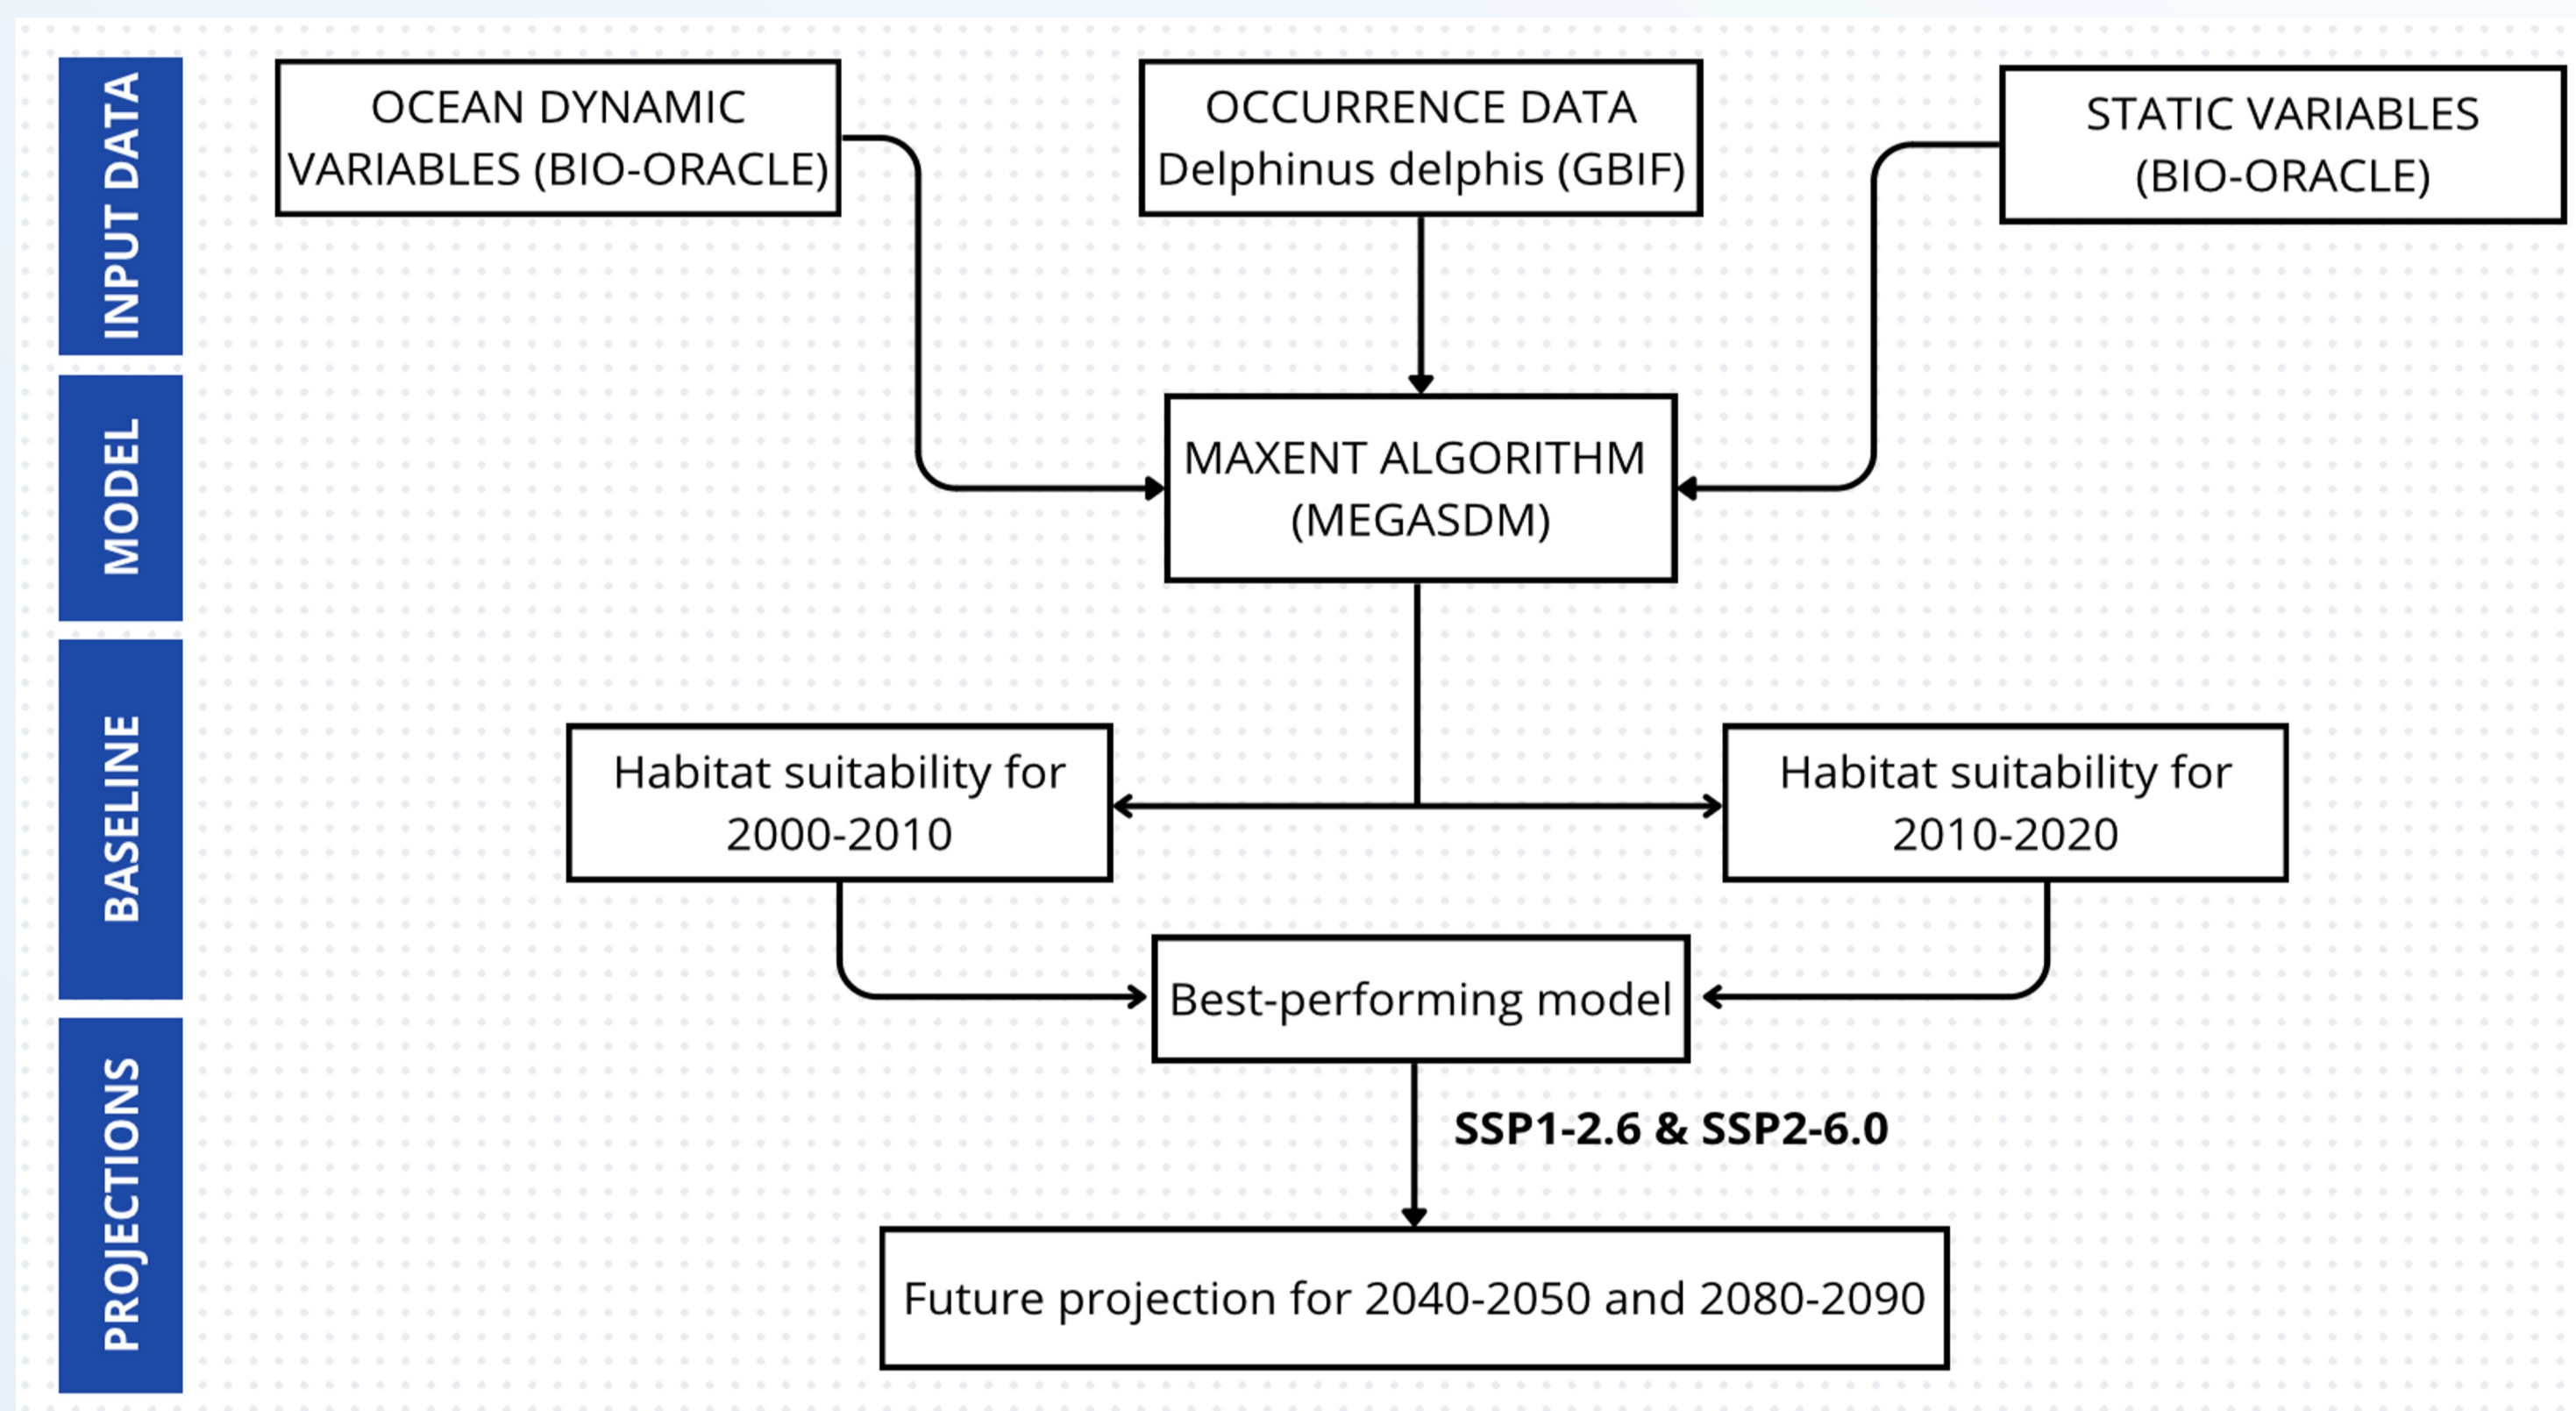 INPUT DATA
OCEAN DYNAMIC
VARIABLES (BIO-ORACLE)
OCCURRENCE DATA
Delphinus delphis (GBIF)
STATIC VARIABLES
(BIO-ORACLE)
MODEL
MAXENT ALGORITHM
(MEGASDM)
BASELINE
Habitat suitability for
2000-2010
Habitat suitability for
2010-2020
Best-performing model
PROJECTIONS
SSP1-2.6 & SSP2-6.0
Future projection for 2040-2050 and 2080-2090